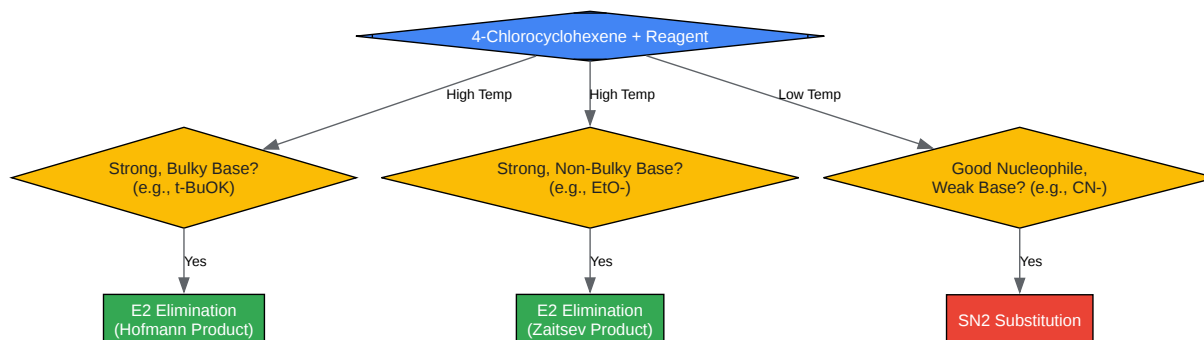 4-Chlorocyclohexene + Reagent
High Temp
High Temp
Low Temp
Strong, Bulky Base?
(e.g., t-BuOK)
Strong, Non-Bulky Base?
(e.g., EtO-)
Good Nucleophile,
Weak Base? (e.g., CN-)
Yes
Yes
Yes
E2 Elimination
(Hofmann Product)
E2 Elimination
(Zaitsev Product)
SN2 Substitution